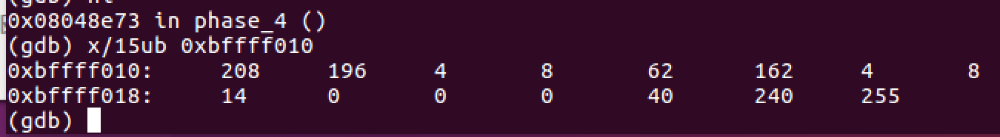 0x08048e73 in phase_4 ()
(gdb) x/15ub 0xbffff010
0xbffff010: 208 196 4 8 62 162 4 8
0xbffff018: 14 0 0 0 40 240 255
(gdb)